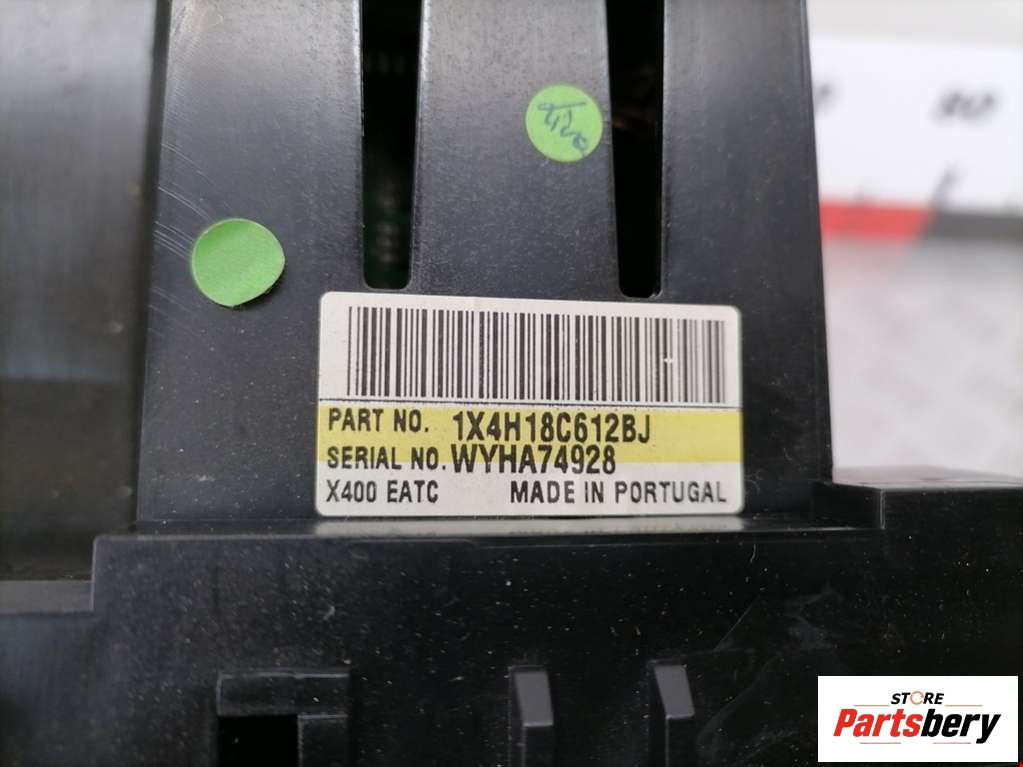 PART NO. 1X4H18C612BJ
SERIAL NO. WYHA74928
X400 EATC MADE IN PORTUGAL
STORE
Partsbery